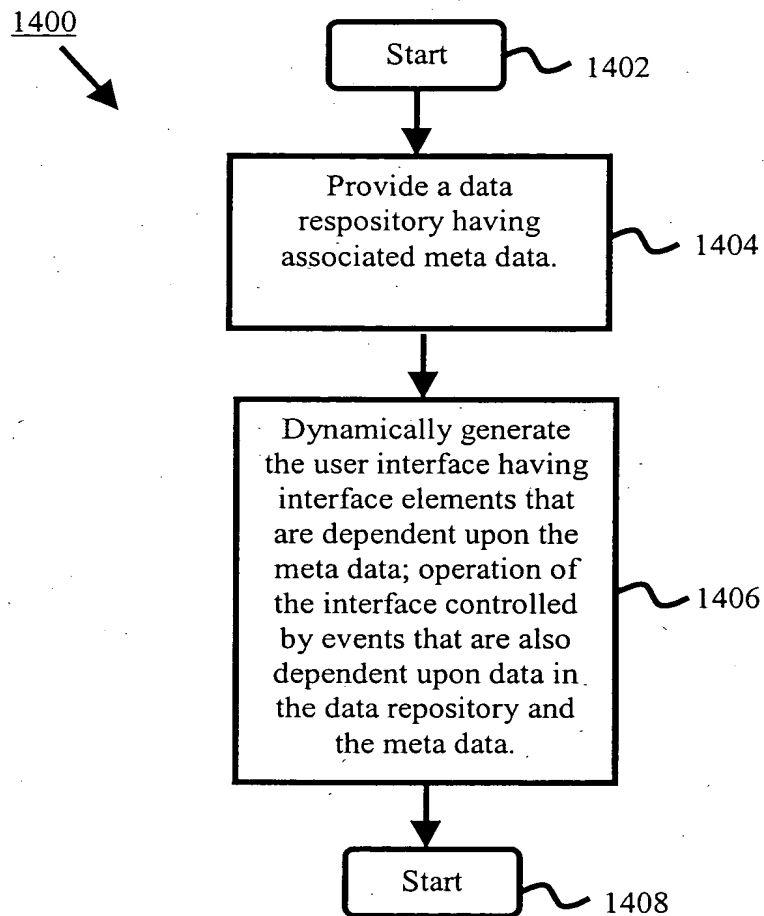 1400
Start
1402
Provide a data
respository having
associated meta data.
1404
Dynamically generate
the user interface having
interface elements that
are dependent upon the
meta data; operation of
the interface controlled
by events that are also
dependent upon data in
the data repository and
the meta data.
1406
Start
1408